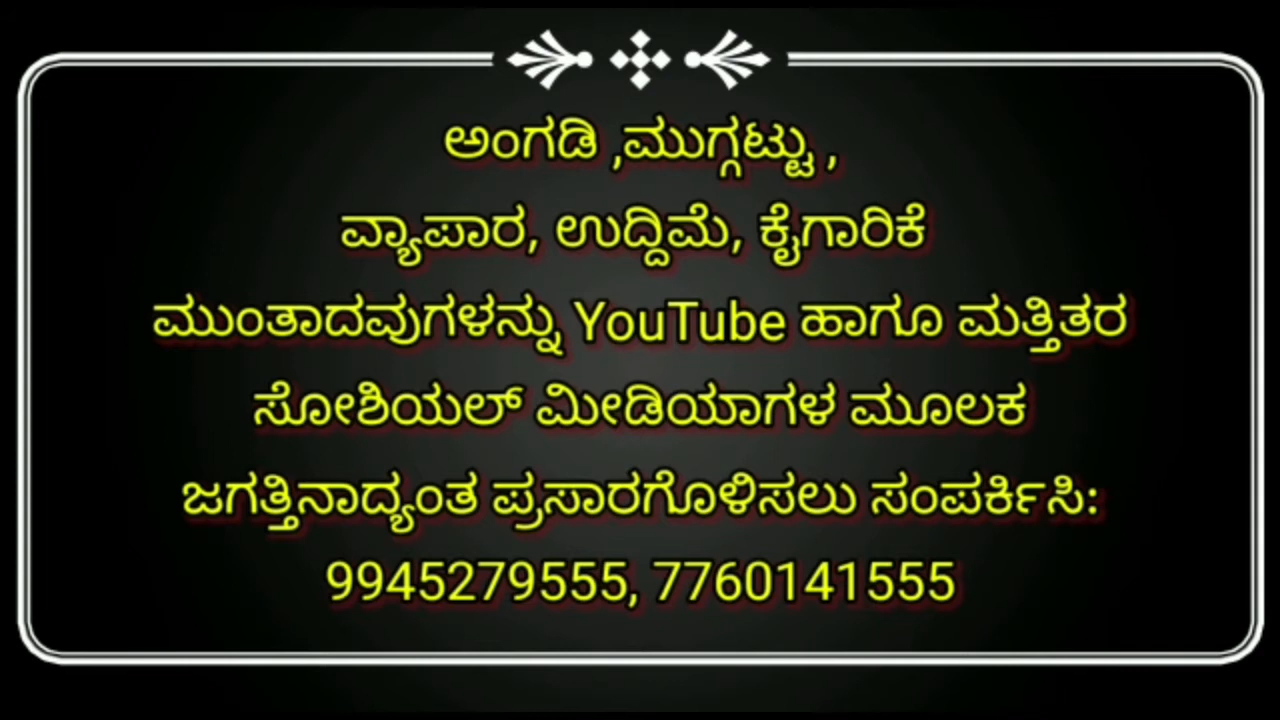 ಅಂಗಡಿ ,ಮುಗ್ಗಟ್ಟು ,
ವ್ಯಾಪಾರ, ಉದ್ದಿಮೆ, ಕೈಗಾರಿಕೆ
ಮುಂತಾದವುಗಳನ್ನು YouTube ಹಾಗೂ ಮತ್ತಿತರ
ಸೋಶಿಯಲ್ ಮೀಡಿಯಾಗಳ ಮೂಲಕ
ಜಗತ್ತಿನಾದ್ಯಂತ ಪ್ರಸಾರಗೊಳಿಸಲು ಸಂಪರ್ಕಿಸಿ:
9945279555, 7760141555